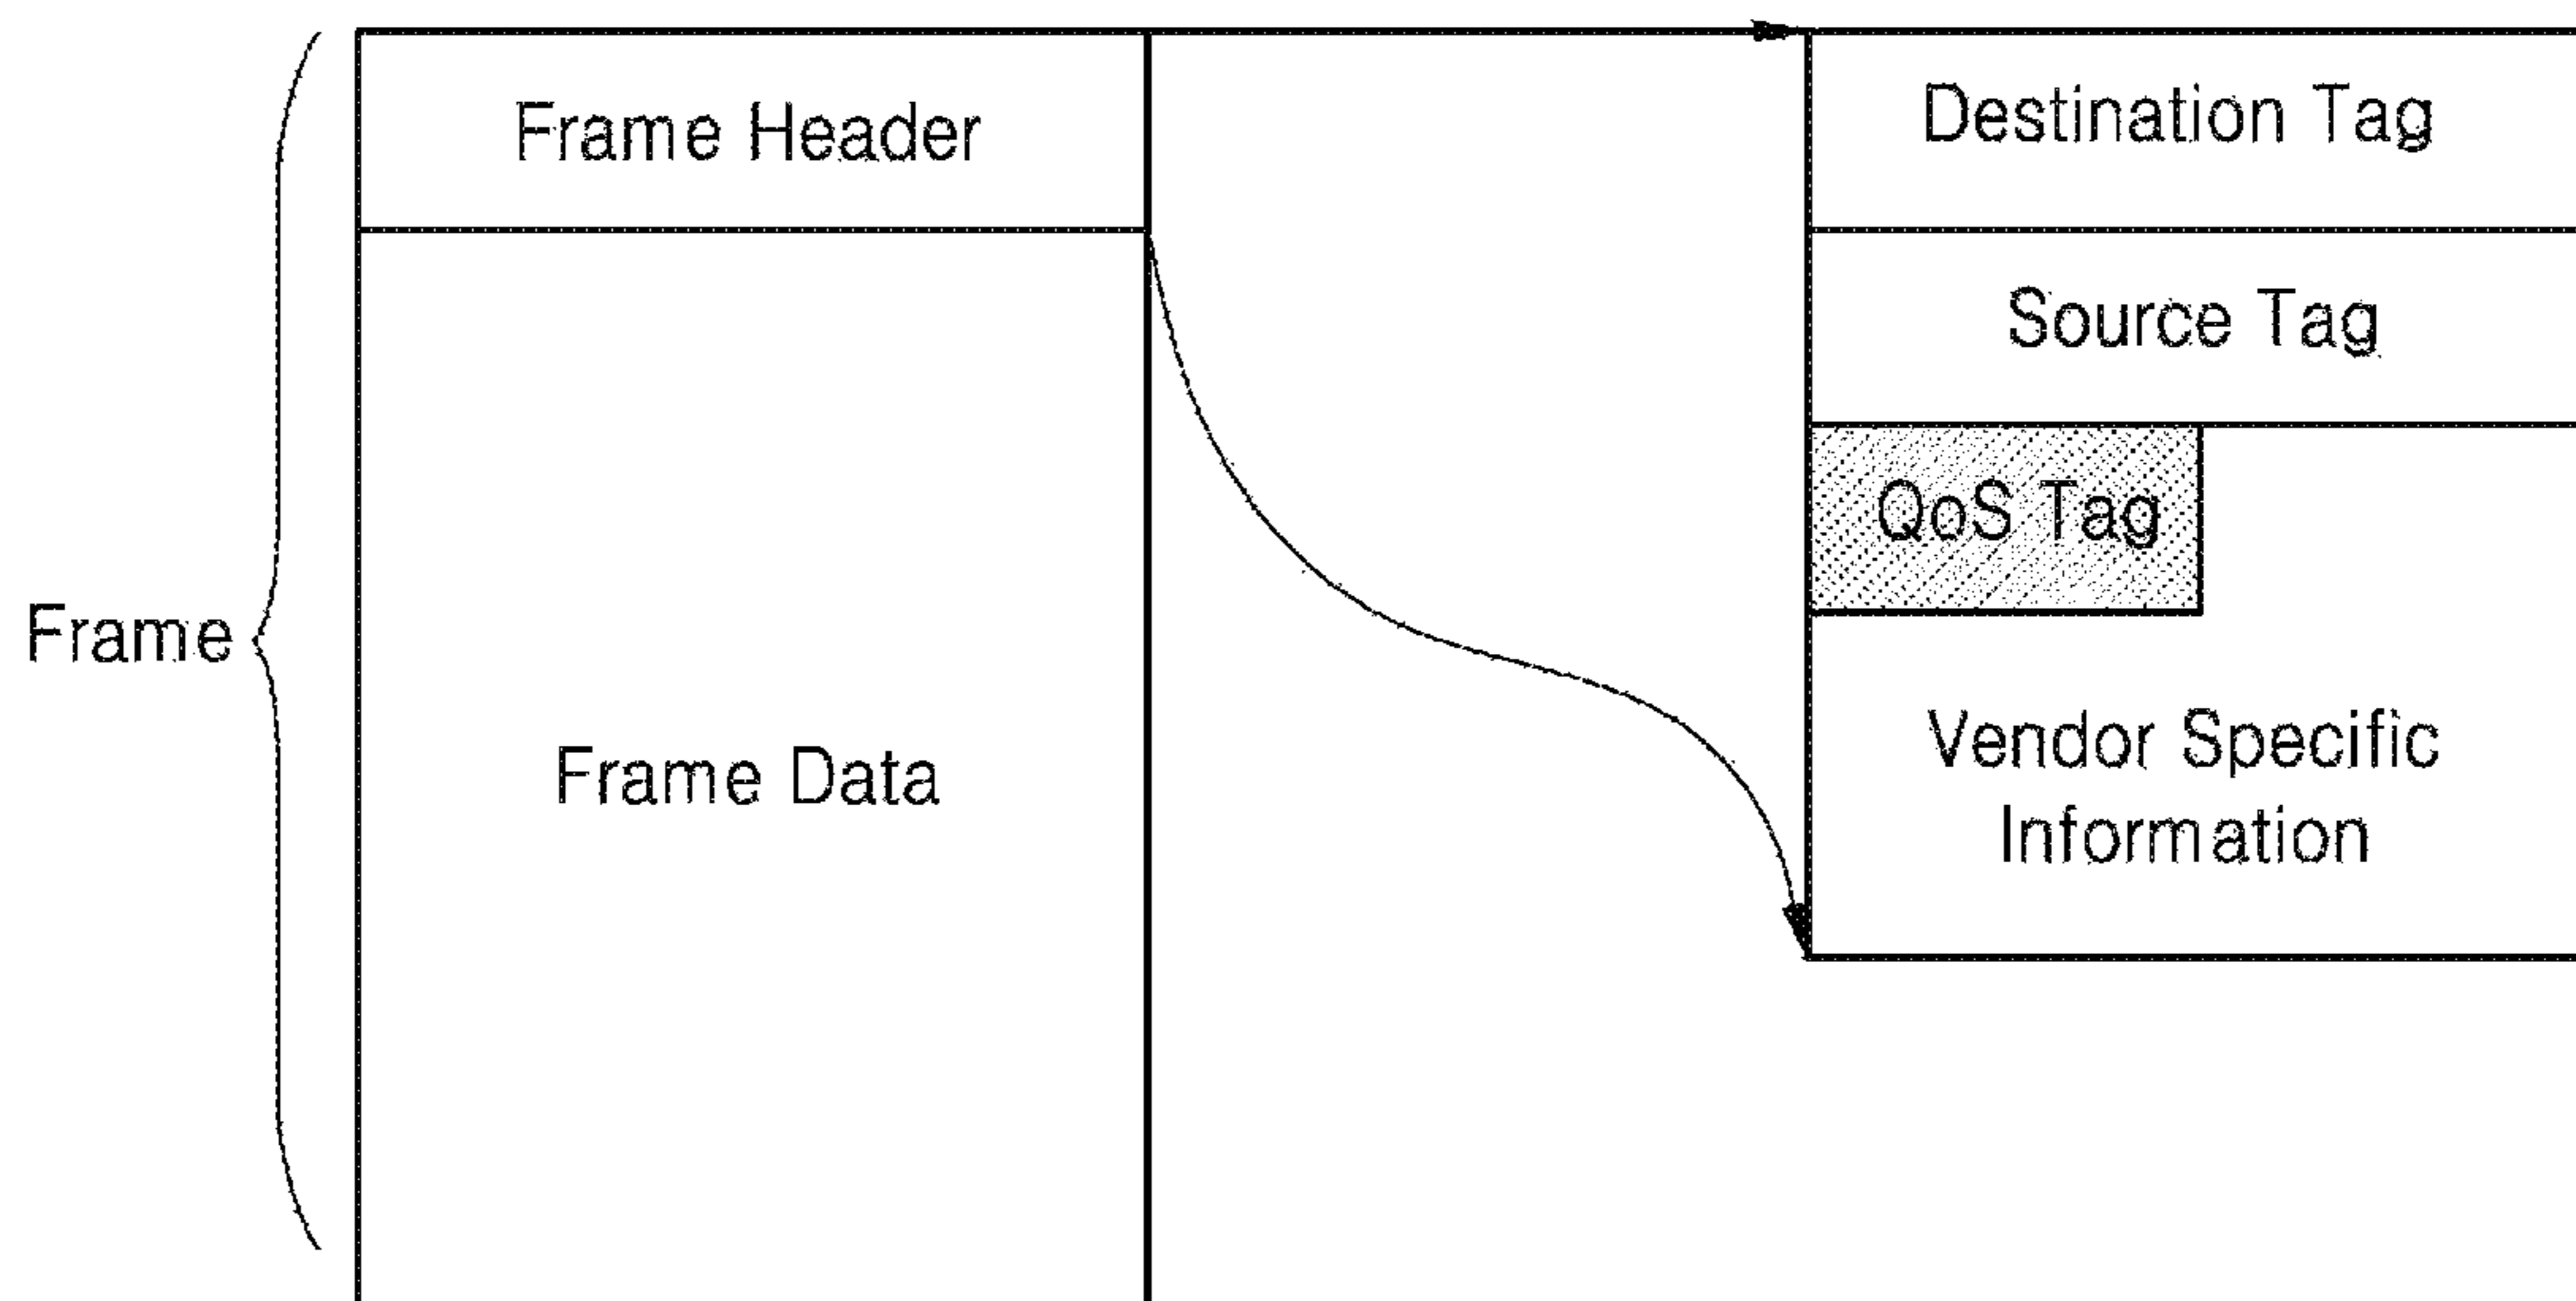 Frame
Frame Header
Frame Data
Destination Tag
Source Tag
QoS Tag
Vendor Specific
Information